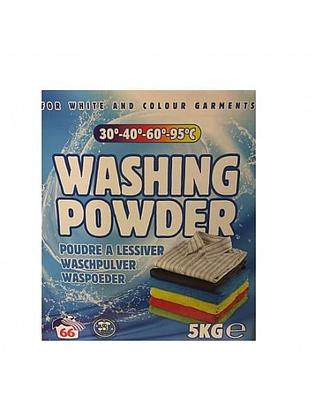 FOR WHITE AND COLOUR GARMENTS
30°-40°-60°-95°C
WASHING
POWDER
POUDRE A LESSIVER
WASCHPULVER
WASPOEDER
66
5KG e